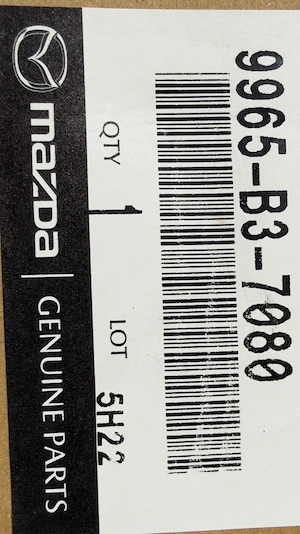 9965-B3-7080
QTY 1 LOT 5H22
mazda | GENUINE PARTS